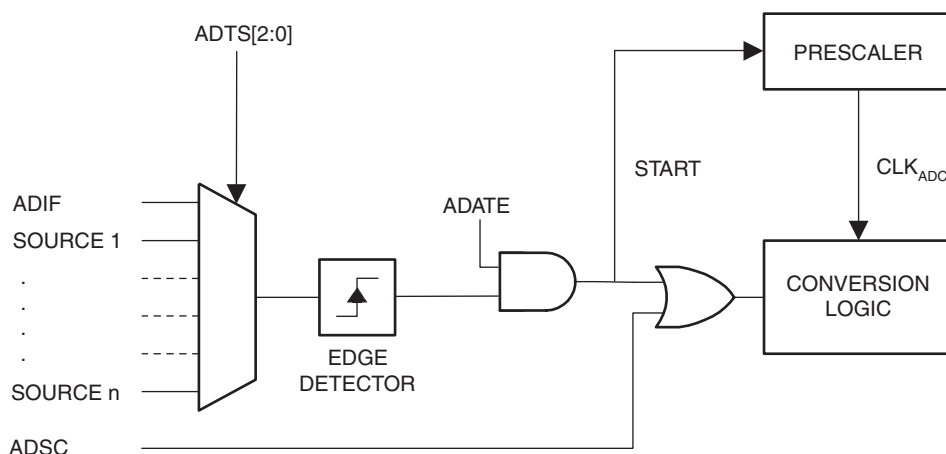 ADTS[2:0]
PRESCALER
START
CLKADC
ADIF
ADATE
SOURCE 1
.
.
.
.
CONVERSION
LOGIC
EDGE
DETECTOR
SOURCE n
ADSC